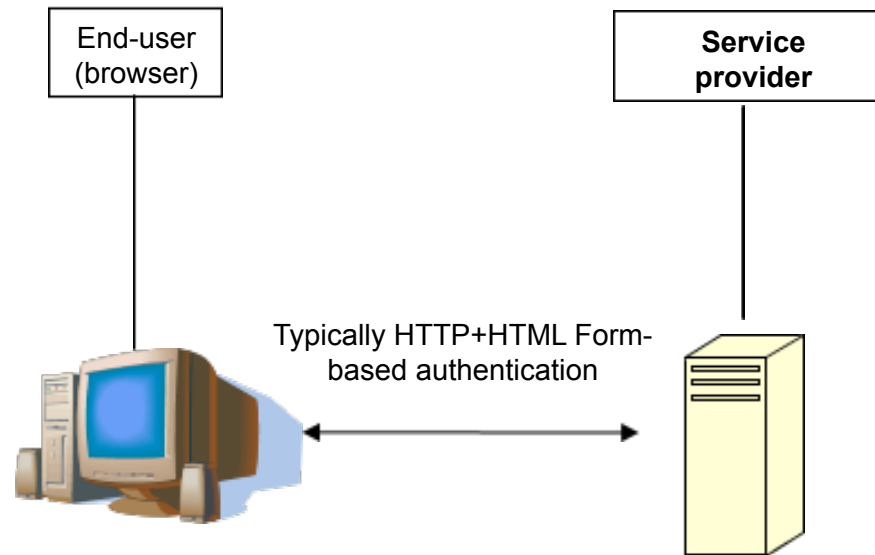 End-user
(browser)
Service
provider
Typically HTTP+HTML Form-
based authentication